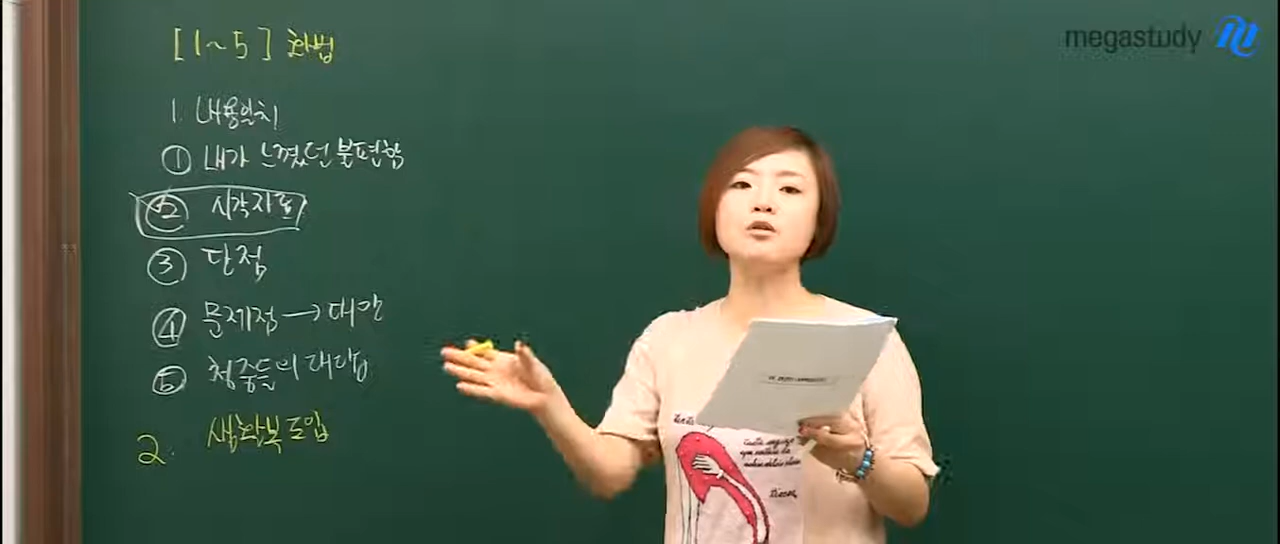 [1~5] 화법
megastudy
1. 내용일치
① 내가 느꼈던 불편함
② 시각자료
③ 단점
④ 문제점 → 대안
⑤ 청중들의 대답
2. 생활복 도입